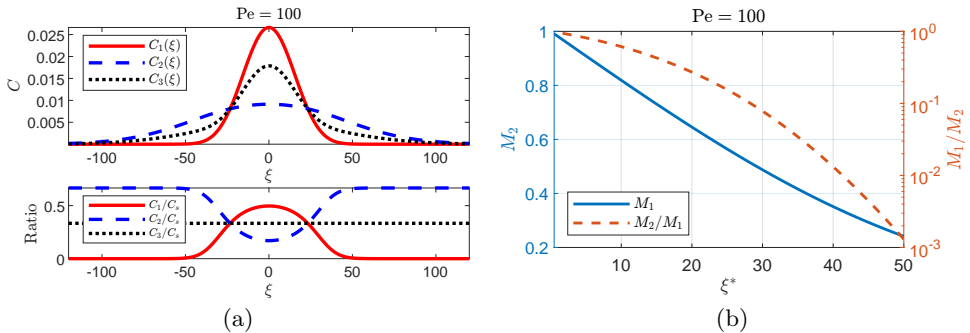 Pe = 100
C
0.025
0.02
0.015
0.01
0.005
C₁(ξ)
C₂(ξ)
C₃(ξ)
-100 -50 0 50 100
ξ
Ratio
0.5
0
C₁/Cₛ
C₂/Cₛ
C₃/Cₛ
-100 -50 0 50 100
ξ
(a)
Pe = 100
M₂
1
0.8
0.6
0.4
0.2
M₁
M₂/M₁
10 20 30 40 50
ξ*
10⁰
10⁻¹
10⁻²
10⁻³
M₁/M₂
(b)